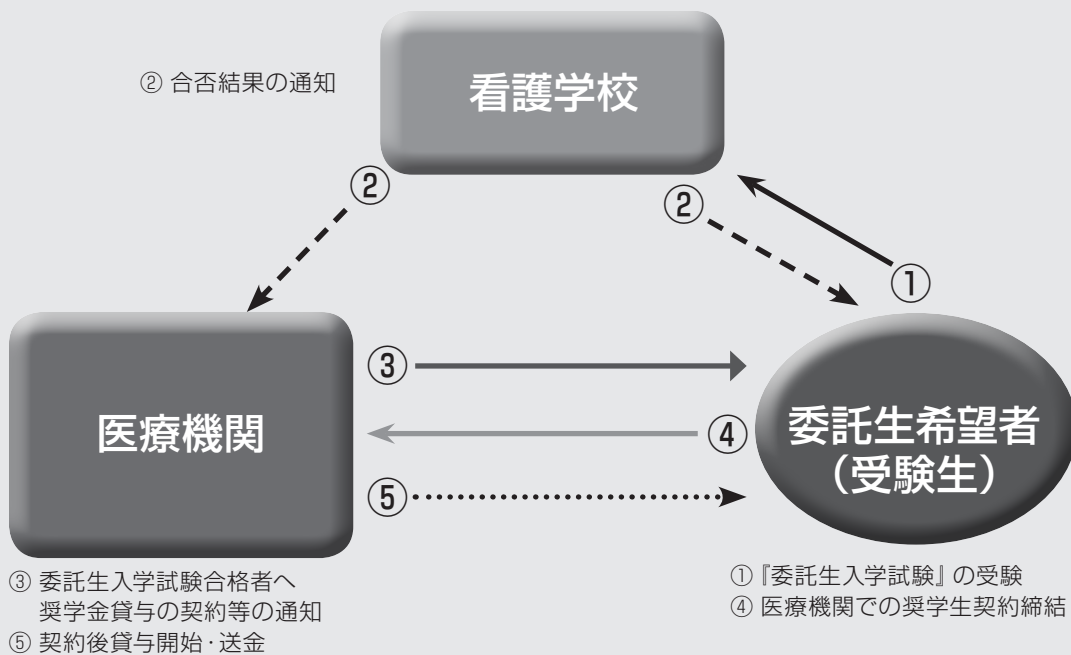 ② 合否結果の通知
看護学校
②
②
①
医療機関
③
④
⑤
委託生希望者
（受験生）
③ 委託生入学試験合格者へ
奨学金貸与の契約等の通知
⑤ 契約後貸与開始・送金
①『委託生入学試験』の受験
④ 医療機関での奨学生契約締結